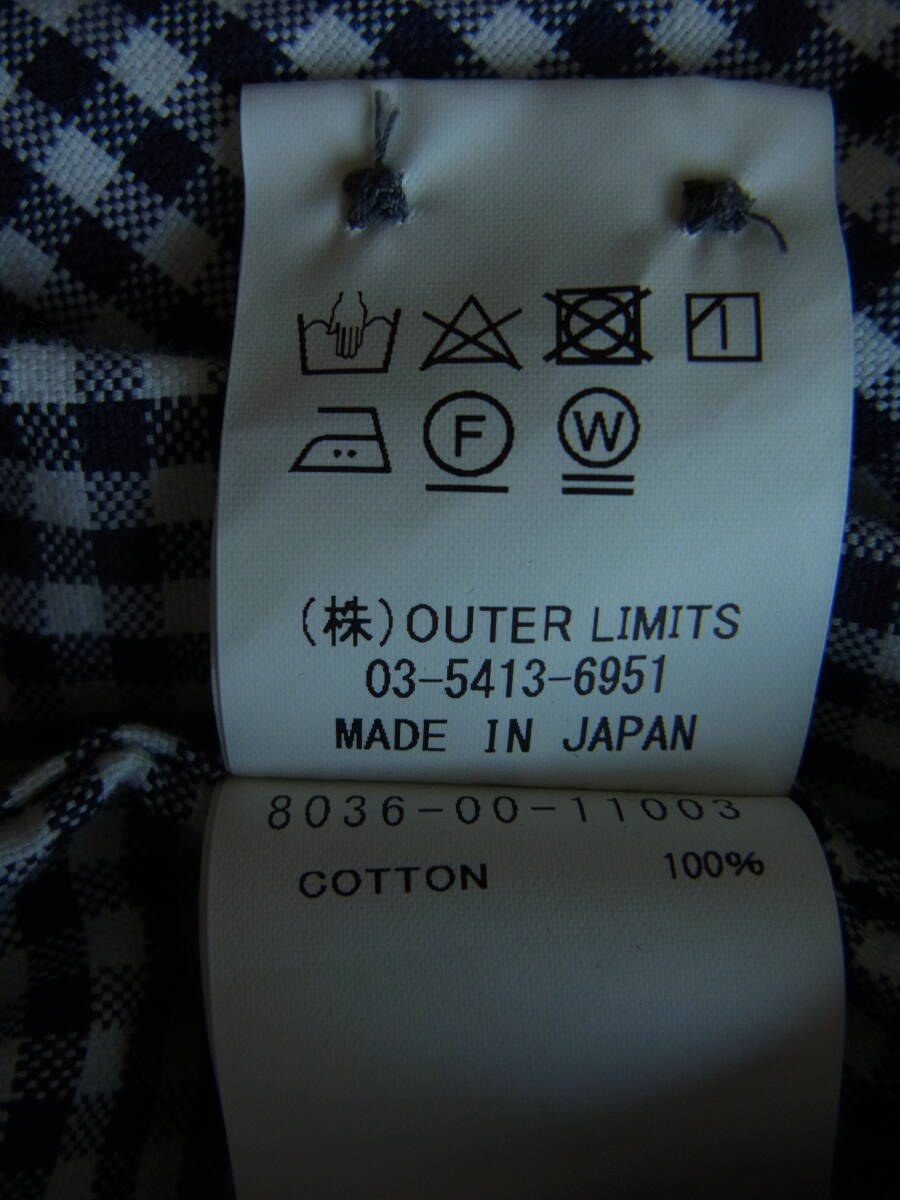 F W
(株)OUTER LIMITS
03-5413-6951
MADE IN JAPAN
8036-00-11003
COTTON 100%